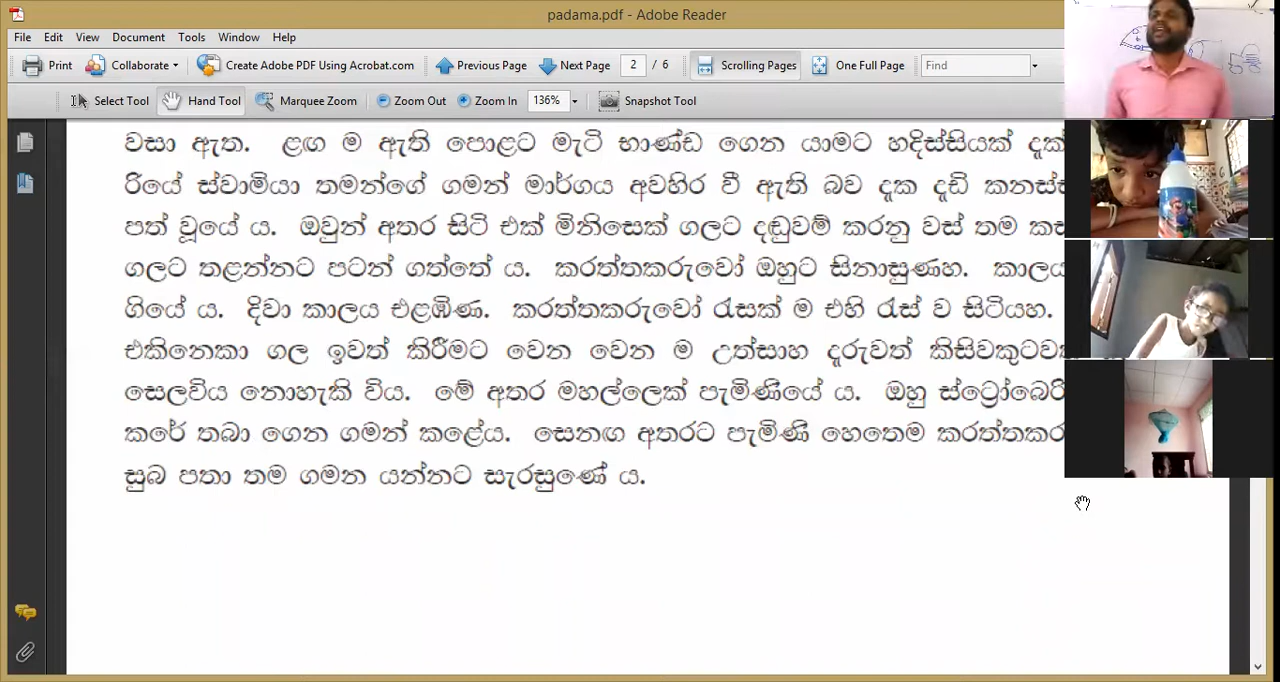 padama.pdf - Adobe Reader
File Edit View Document Tools Window Help
Print Collaborate Create Adobe PDF Using Acrobat.com Previous Page Next Page 2 / 6 Scrolling Pages One Full Page Find
Select Tool Hand Tool Marquee Zoom Zoom Out Zoom In 136% Snapshot Tool
වසා ඇත. ළඟ ම ඇති පොළට මැටි භාණ්ඩ ගෙන යාමට හදිස්සියක් දැක්
රියේ ස්වාමියා තමන්ගේ ගමන් මාර්ගය අවහිර වී ඇති බව දැක දැඩි
පත් වූයේ ය. ඔවුන් අතර සිටි එක් මිනිසෙක් ගලට දඬුවම් කරනු වස් තම
ගලට තළන්නට පටන් ගත්තේ ය. කරත්තකරුවෝ ඔහුට සිනාසුණහ. කාලය
ගියේ ය. දිවා කාලය එළඹිණ. කරත්තකරුවෝ රැසක් ම එහි රැස් ව සිටියහ.
එකිනෙකා ගල ඉවත් කිරීමට වෙන වෙන ම උත්සාහ දැරුවත්
සෙලවිය නොහැකි විය. මේ අතර මහල්ලෙක් පැමිණියේ ය. ඔහු
කරේ තබා ගෙන ගමන් කළේය. සෙනඟ අතරට පැමිණි හෙතෙම
සුබ පතා තම ගමන යන්නට සැරසුණේ ය.